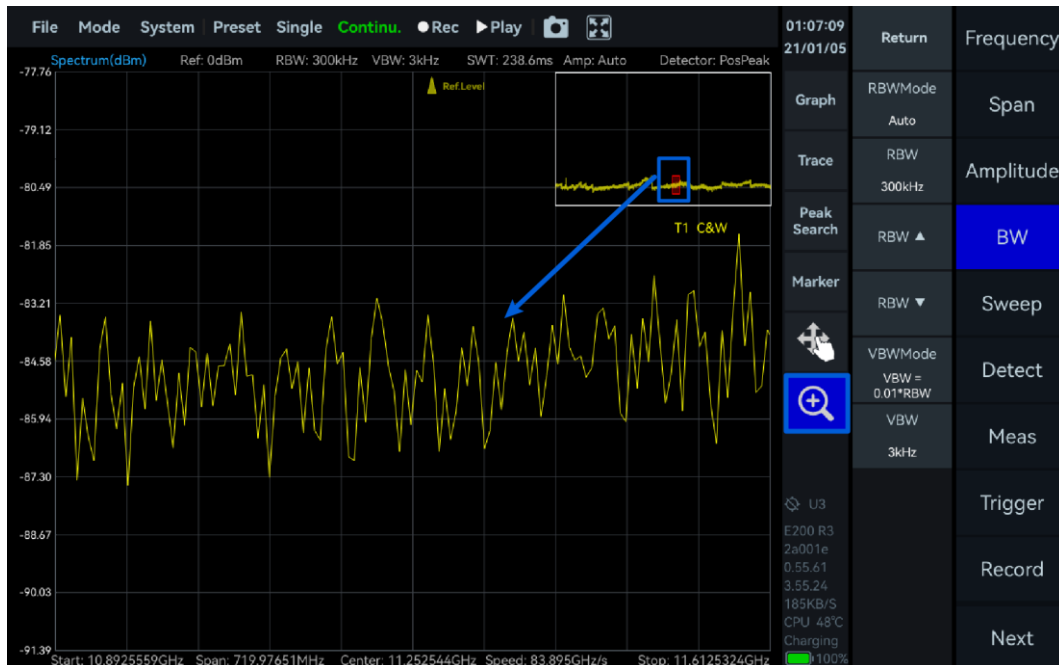 File Mode System Preset Single Continu. Rec Play
Spectrum(dBm) Ref: 0dBm RBW: 300kHz VBW: 3kHz SWT: 238.6ms Amp: Auto Detector: PosPeak
Ref.Level
T1 C&W
-77.76
-79.12
-80.49
-81.85
-83.21
-84.58
-85.94
-87.30
-88.67
-90.03
-91.39
Start: 10.8925559GHz Span: 719.97651MHz Center: 11.252544GHz Speed: 83.895GHz/s Stop: 11.6125324GHz
01:07:09
21/01/05
Graph
Trace
Peak
Search
Marker
U3
E200 R3
2a001e
0.55.61
3.55.24
185KB/S
CPU 48°C
Charging
100%
Return
RBWMode
Auto
RBW
300kHz
RBW ▲
RBW ▼
VBWMode
VBW =
0.01*RBW
VBW
3kHz
Frequency
Span
Amplitude
BW
Sweep
Detect
Meas
Trigger
Record
Next